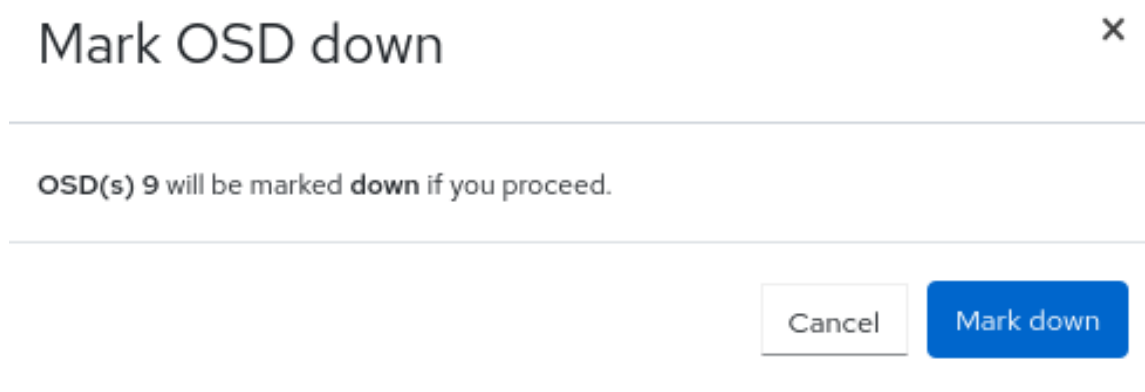 Mark OSD down
OSD(s) 9 will be marked down if you proceed.
Cancel
Mark down